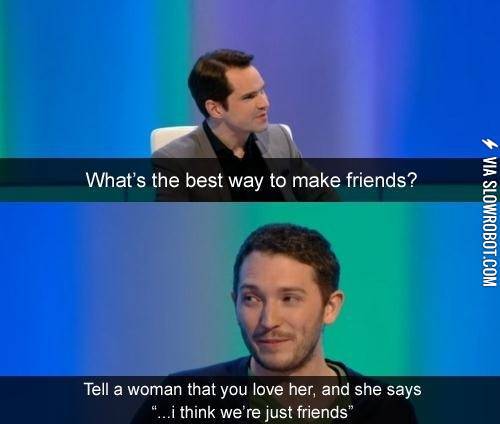 What's the best way to make friends?
Tell a woman that you love her, and she says
"...i think we're just friends"
VIA SLOWROBOT.COM